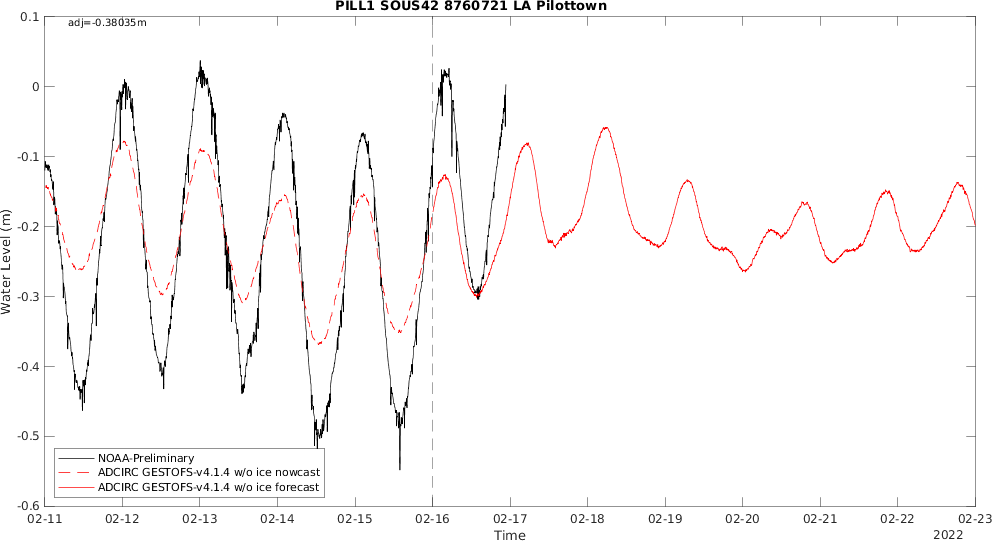 PILL1 SOUS42 8760721 LA Pilottown
adj=-0.38035m
0.1
0
-0.1
-0.2
-0.3
-0.4
-0.5
-0.6
Water Level (m)
NOAA-Preliminary
ADCIRC GESTOFS-v4.1.4 w/o ice nowcast
ADCIRC GESTOFS-v4.1.4 w/o ice forecast
02-11 02-12 02-13 02-14 02-15 02-16 02-17 02-18 02-19 02-20 02-21 02-22 02-23
Time
2022